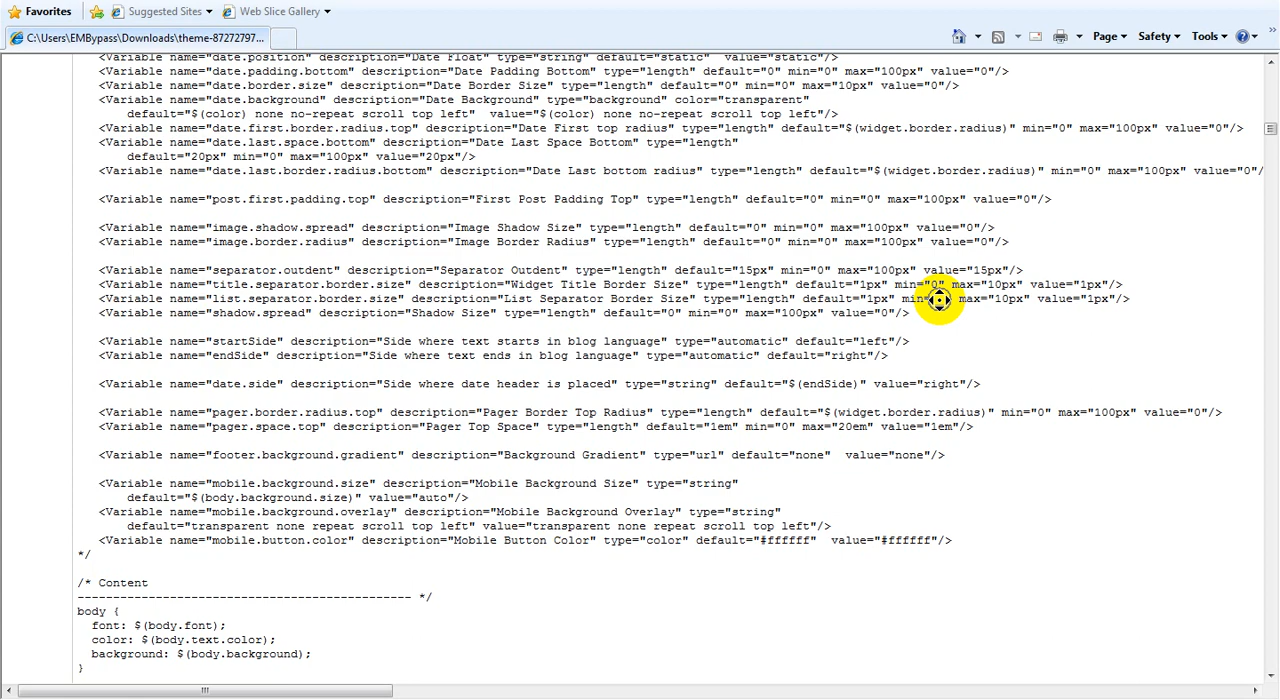 Favorites Suggested Sites Web Slice Gallery
C:\Users\EMBypass\Downloads\theme-87272797... Page Safety Tools
<Variable name="date.position" description="Date Float" type="string" default="static" value="static"/>
<Variable name="date.padding.bottom" description="Date Padding Bottom" type="length" default="0" min="0" max="100px" value="0"/>
<Variable name="date.border.size" description="Date Border Size" type="length" default="0" min="0" max="10px" value="0"/>
<Variable name="date.background" description="Date Background" type="background" color="transparent"
default="$(color) none no-repeat scroll top left" value="$(color) none no-repeat scroll top left"/>
<Variable name="date.first.border.radius.top" description="Date First top radius" type="length" default="$(widget.border.radius)" min="0" max="100px" value="0"/>
<Variable name="date.last.space.bottom" description="Date Last Space Bottom" type="length"
default="20px" min="0" max="100px" value="20px"/>
<Variable name="date.last.border.radius.bottom" description="Date Last bottom radius" type="length" default="$(widget.border.radius)" min="0" max="100px" value="0"/
<Variable name="post.first.padding.top" description="First Post Padding Top" type="length" default="0" min="0" max="100px" value="0"/>
<Variable name="image.shadow.spread" description="Image Shadow Size" type="length" default="0" min="0" max="100px" value="0"/>
<Variable name="image.border.radius" description="Image Border Radius" type="length" default="0" min="0" max="100px" value="0"/>
<Variable name="separator.outdent" description="Separator Outdent" type="length" default="15px" min="0" max="100px" value="15px"/>
<Variable name="title.separator.border.size" description="Widget Title Border Size" type="length" default="1px" min="0" max="10px" value="1px"/>
<Variable name="list.separator.border.size" description="List Separator Border Size" type="length" default="1px" max="10px" value="1px"/>
<Variable name="shadow.spread" description="Shadow Size" type="length" default="0" min="0" max="100px" value="0"/>
<Variable name="startSide" description="Side where text starts in blog language" type="automatic" default="left"/>
<Variable name="endSide" description="Side where text ends in blog language" type="automatic" default="right"/>
<Variable name="date.side" description="Side where date header is placed" type="string" default="$(endSide)" value="right"/>
<Variable name="pager.border.radius.top" description="Pager Border Top Radius" type="length" default="$(widget.border.radius)" min="0" max="100px" value="0"/>
<Variable name="pager.space.top" description="Pager Top Space" type="length" default="1em" min="0" max="20em" value="1em"/>
<Variable name="footer.background.gradient" description="Background Gradient" type="url" default="none" value="none"/>
<Variable name="mobile.background.size" description="Mobile Background Size" type="string"
default="$(body.background.size)" value="auto"/>
<Variable name="mobile.background.overlay" description="Mobile Background Overlay" type="string"
default="transparent none repeat scroll top left" value="transparent none repeat scroll top left"/>
<Variable name="mobile.button.color" description="Mobile Button Color" type="color" default="#ffffff" value="#ffffff"/>
*/
/* Content
----------------------------------------------- */
body {
font: $(body.font);
color: $(body.text.color);
background: $(body.background);
}